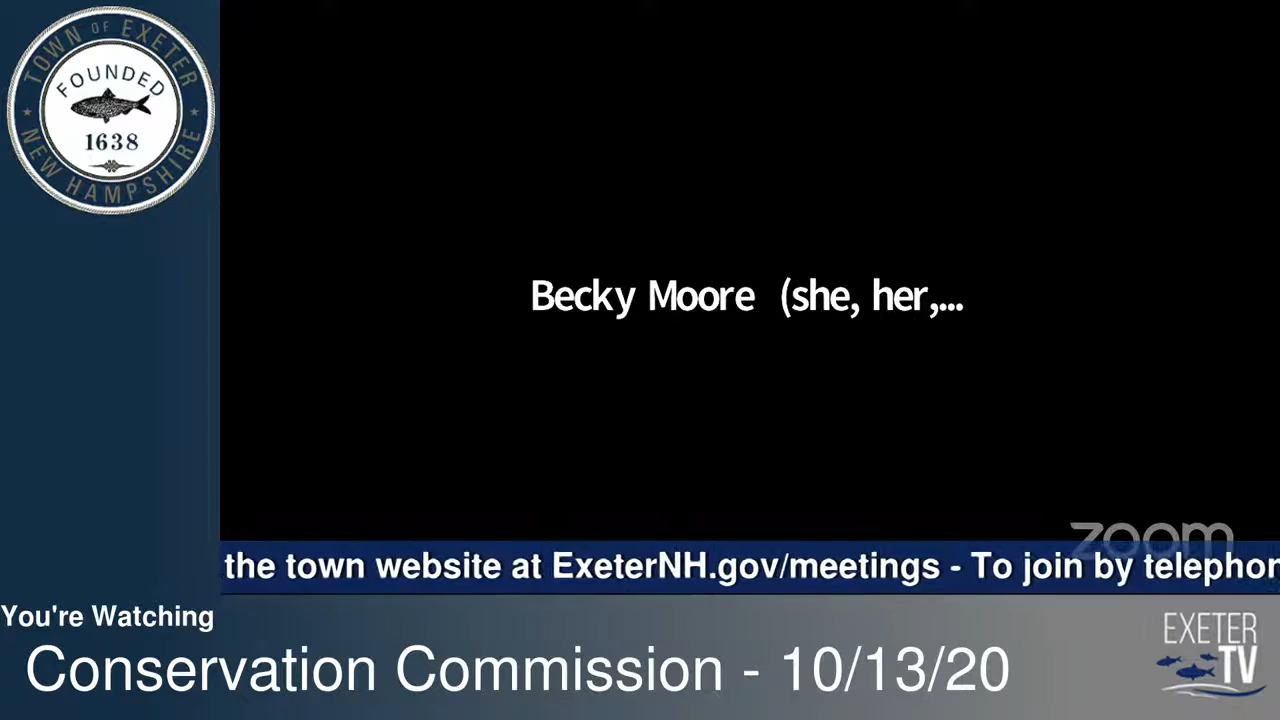 TOWN OF EXETER
FOUNDED
1638
NEW HAMPSHIRE
Becky Moore (she, her,...
zoom
the town website at ExeterNH.gov/meetings - To join by telephon
You're Watching
Conservation Commission - 10/13/20
EXETER
TV